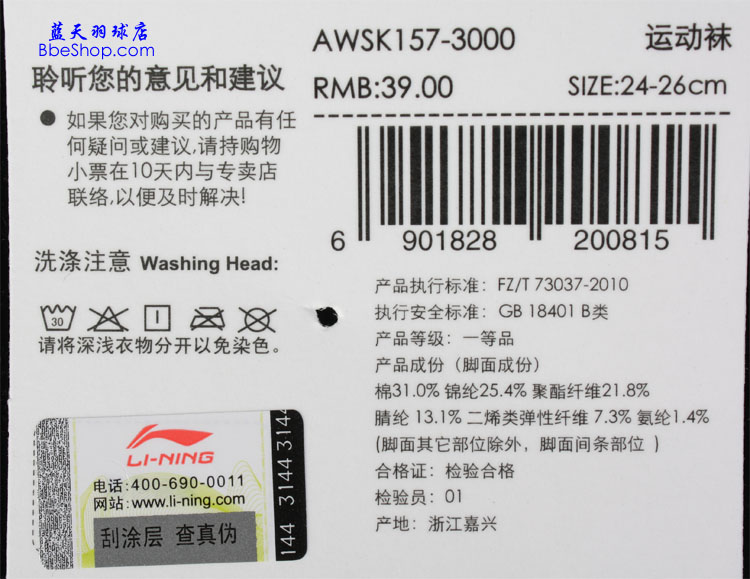 蓝天羽球店
BbeShop.com
聆听您的意见和建议
如果您对购买的产品有任
何疑问或建议,请持购物
小票在10天内与专卖店
联络,以便及时解决!
洗涤注意 Washing Head:
30
请将深浅衣物分开以免染色。
LI-NING
电话:400-690-0011
网站:www.li-ning.com
刮涂层 查真伪
144 3144 3144
AWSK157-3000 运动袜
RMB:39.00 SIZE:24-26cm
6 901828 200815
产品执行标准: FZ/T 73037-2010
执行安全标准: GB 18401 B类
产品等级: 一等品
产品成份（脚面成份）
棉31.0% 锦纶25.4% 聚酯纤维21.8%
腈纶 13.1% 二烯类弹性纤维 7.3% 氨纶1.4%
(脚面其它部位除外，脚面间条部位 )
合格证: 检验合格
检验员: 01
产地: 浙江嘉兴